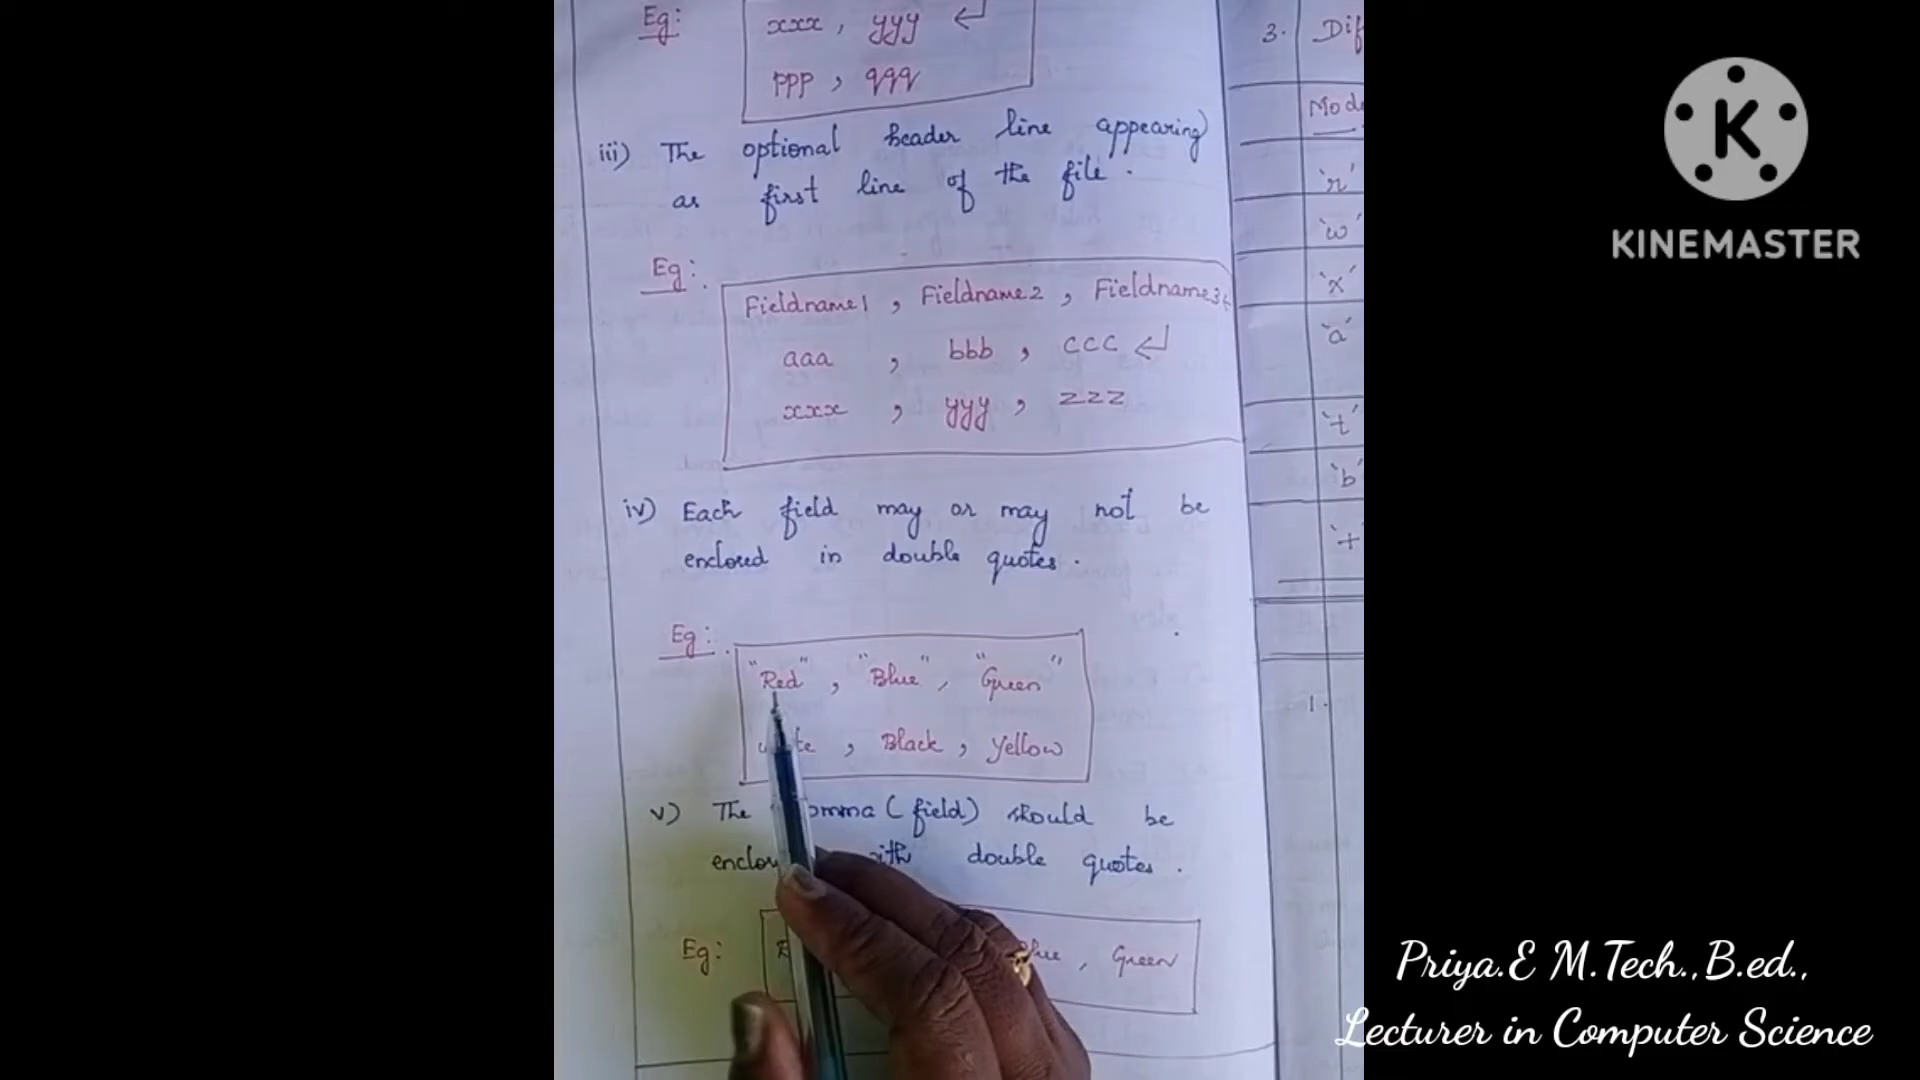 Eg:
xxx , yyy ↵
ppp , qqq
iii) The optional header line appearing
as first line of the file .
Eg:
Fieldname1 , Fieldname2 , Fieldname3
aaa , bbb , ccc ↵
xxx , yyy , zzz
iv) Each field may or may not be
enclosed in double quotes .
Eg:
"Red" , "Blue" , "Green"
, Black , Yellow
v) The (field) should be
double quotes .
Eg:
, Green
3.
'r'
'w'
'x'
'a'
't'
'b'
'+'
1.
K
KINEMASTER
Priya.E M.Tech.,B.ed.,
Lecturer in Computer Science